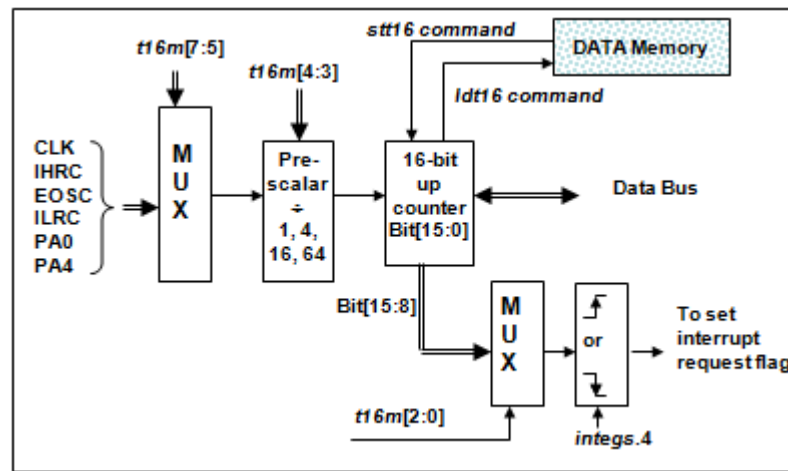 stt16 command
DATA Memory
t16m[7:5]
t16m[4:3]
ldt16 command
CLK
IHRC
EOSC
ILRC
PA0
PA4
M
U
X
Pre-
scalar
÷
1, 4,
16, 64
16-bit
up
counter
Bit[15:0]
Data Bus
Bit[15:8]
M
U
X
or
To set
interrupt
request flag
t16m[2:0]
integs.4